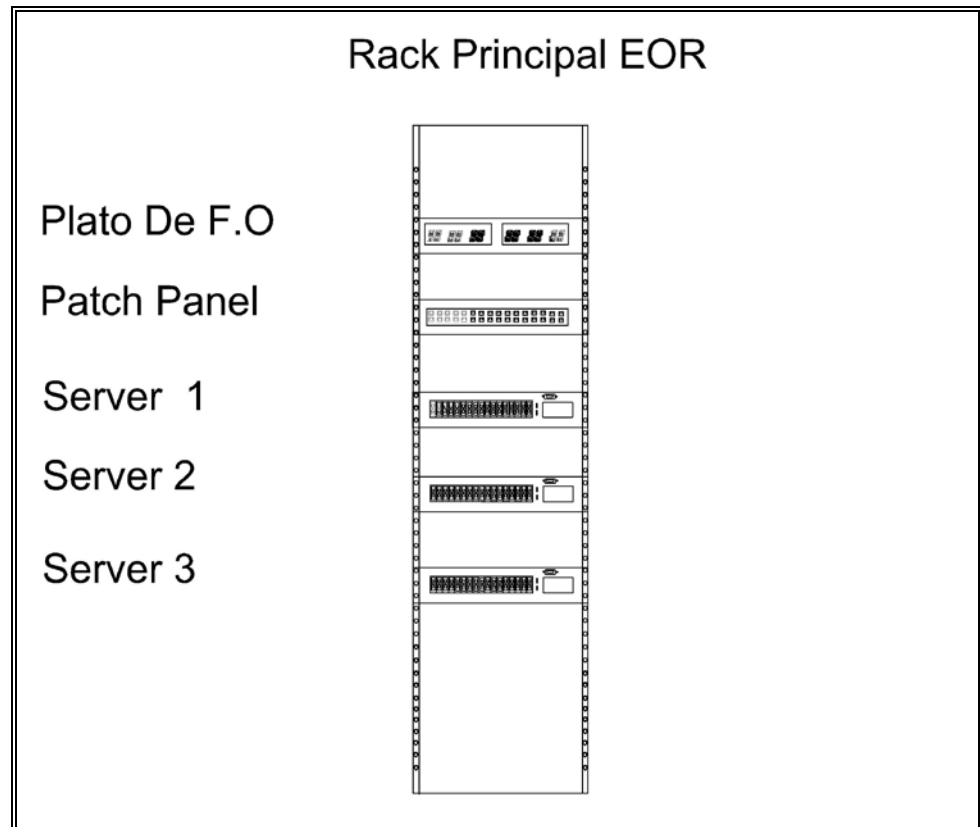 Rack Principal EOR
Plato De F.O
Patch Panel
Server 1
Server 2
Server 3